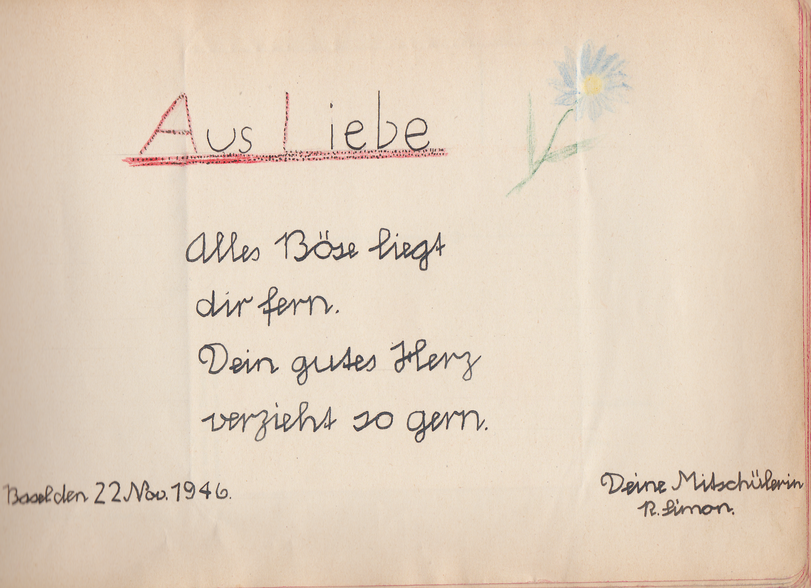 Aus Liebe
Alles Böse liegt
dir fern.
Dein gutes Herz
verzieht so gern.
Basel den 22. Nov. 1946.
Deine Mitschülerin
R. Simon.